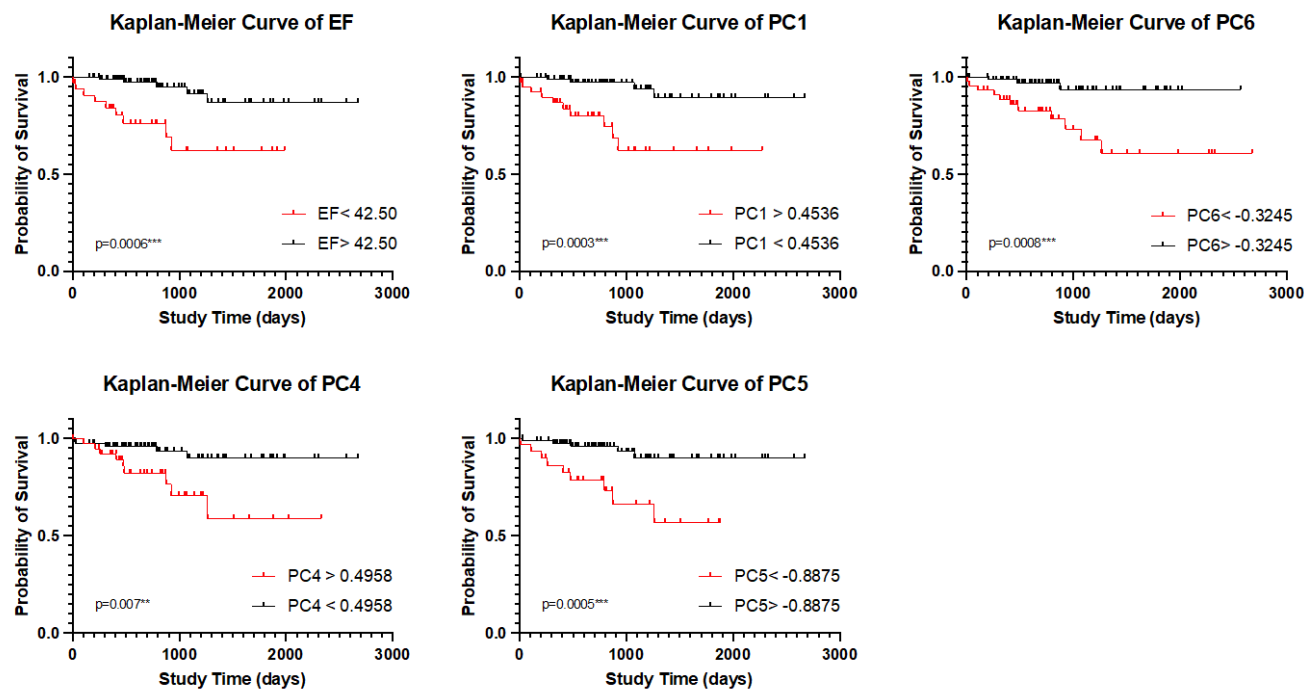 Kaplan-Meier Curve of EF
Probability of Survival
1.0
0.5
0.0
EF< 42.50
EF> 42.50
p=0.0006***
0 1000 2000 3000
Study Time (days)
Kaplan-Meier Curve of PC1
Probability of Survival
1.0
0.5
0.0
PC1 > 0.4536
PC1 < 0.4536
p=0.0003***
0 1000 2000 3000
Study Time (days)
Kaplan-Meier Curve of PC6
Probability of Survival
1.0
0.5
0.0
PC6< -0.3245
PC6> -0.3245
p=0.0008***
0 1000 2000 3000
Study Time (days)
Kaplan-Meier Curve of PC4
Probability of Survival
1.0
0.5
0.0
PC4 > 0.4958
PC4 < 0.4958
p=0.007**
0 1000 2000 3000
Study Time (days)
Kaplan-Meier Curve of PC5
Probability of Survival
1.0
0.5
0.0
PC5< -0.8875
PC5> -0.8875
p=0.0005***
0 1000 2000 3000
Study Time (days)